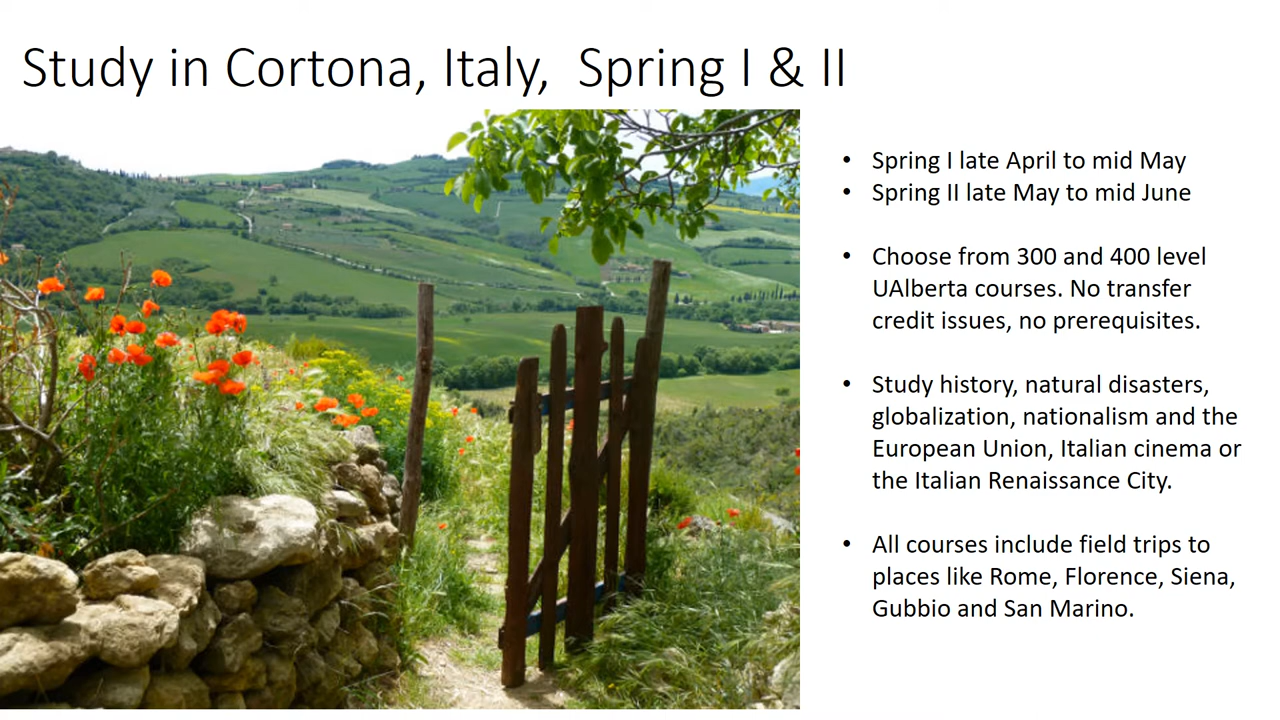 Study in Cortona, Italy,  Spring I & II
• Spring I late April to mid May
• Spring II late May to mid June
• Choose from 300 and 400 level
UAlberta courses. No transfer
credit issues, no prerequisites.
• Study history, natural disasters,
globalization, nationalism and the
European Union, Italian cinema or
the Italian Renaissance City.
• All courses include field trips to
places like Rome, Florence, Siena,
Gubbio and San Marino.